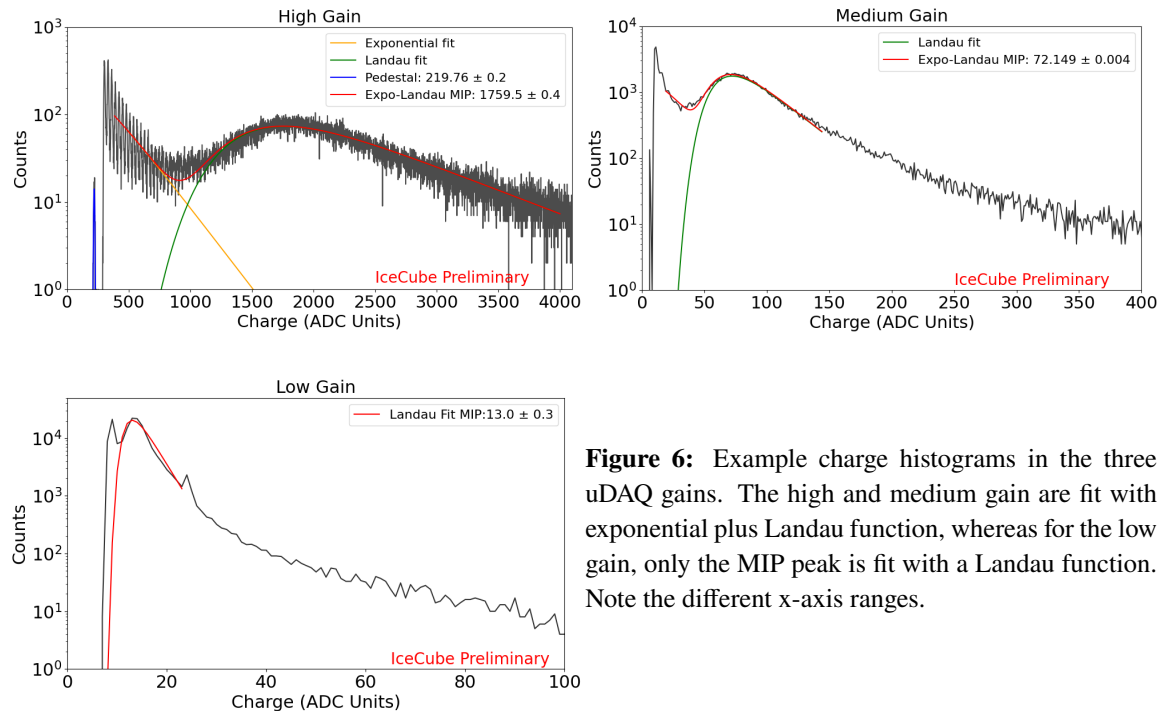 High Gain
10³
10²
10¹
10⁰
Counts
Exponential fit
Landau fit
Pedestal: 219.76 ± 0.2
Expo-Landau MIP: 1759.5 ± 0.4
IceCube Preliminary
0 500 1000 1500 2000 2500 3000 3500 4000
Charge (ADC Units)
Medium Gain
10⁴
10³
10²
10¹
10⁰
Counts
Landau fit
Expo-Landau MIP: 72.149 ± 0.004
IceCube Preliminary
0 50 100 150 200 250 300 350 400
Charge (ADC Units)
Low Gain
10⁴
10³
10²
10¹
10⁰
Counts
Landau Fit MIP:13.0 ± 0.3
IceCube Preliminary
0 20 40 60 80 100
Charge (ADC Units)
Figure 6: Example charge histograms in the three
uDAQ gains. The high and medium gain are fit with
exponential plus Landau function, whereas for the low
gain, only the MIP peak is fit with a Landau function.
Note the different x-axis ranges.